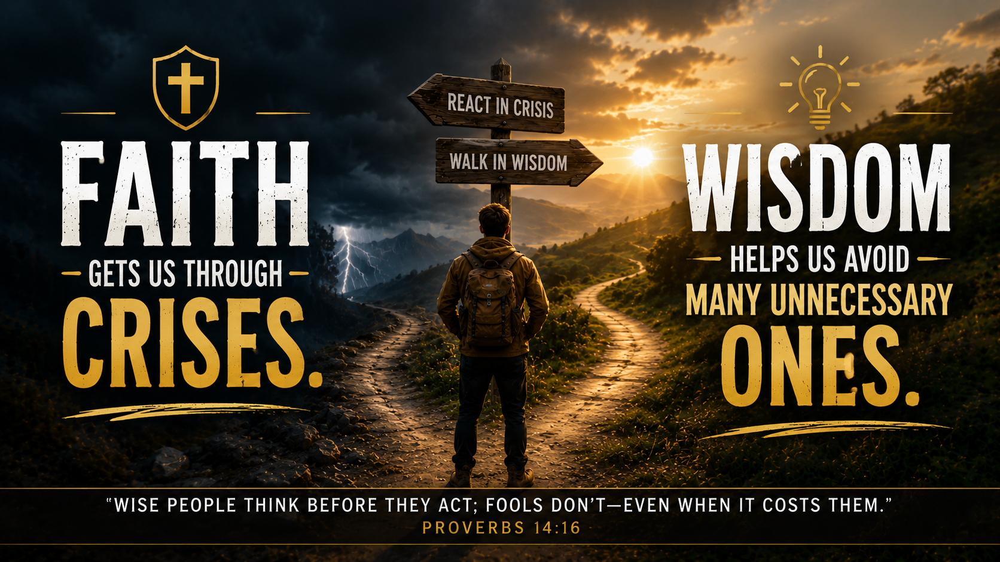 REACT IN CRISIS
WALK IN WISDOM
FAITH
GETS US THROUGH
CRISES.
WISDOM
HELPS US AVOID
MANY UNNECESSARY
ONES.
“WISE PEOPLE THINK BEFORE THEY ACT; FOOLS DON’T—EVEN WHEN IT COSTS THEM.”
PROVERBS 14:16